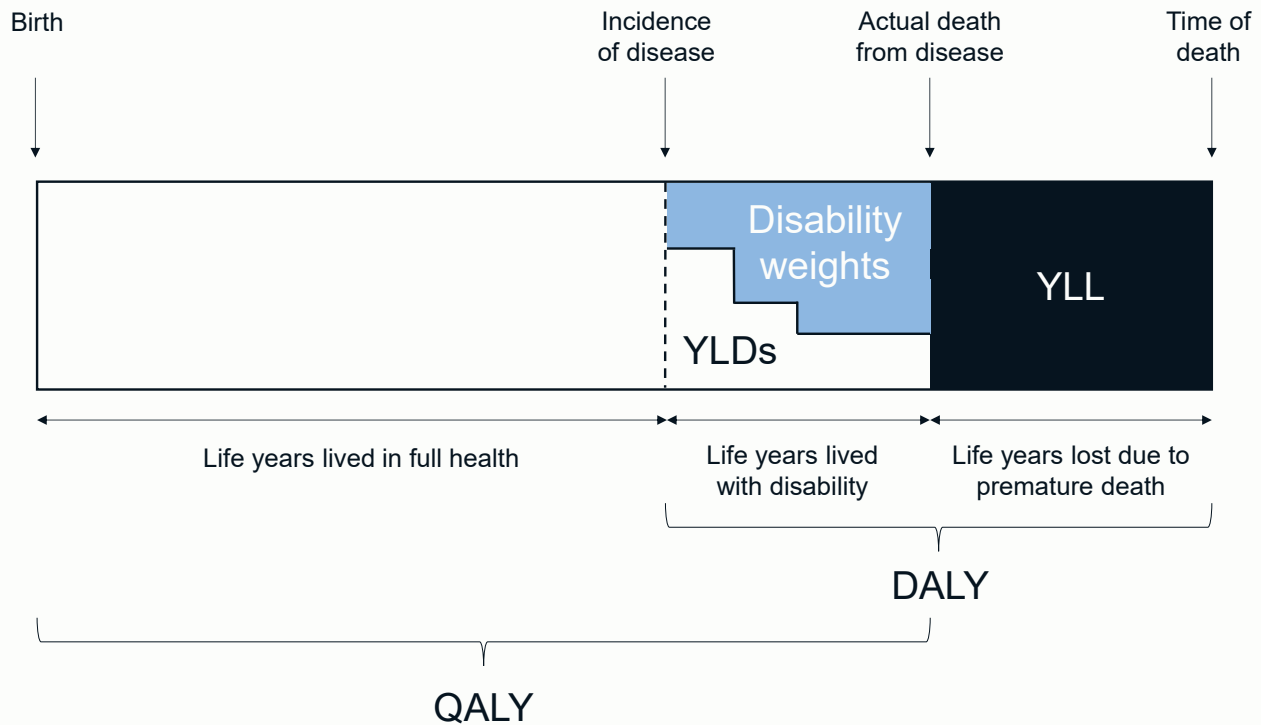 Birth
Incidence
of disease
Actual death
from disease
Time of
death
Disability
weights
YLL
YLDs
Life years lived in full health
Life years lived
with disability
Life years lost due to
premature death
DALY
QALY